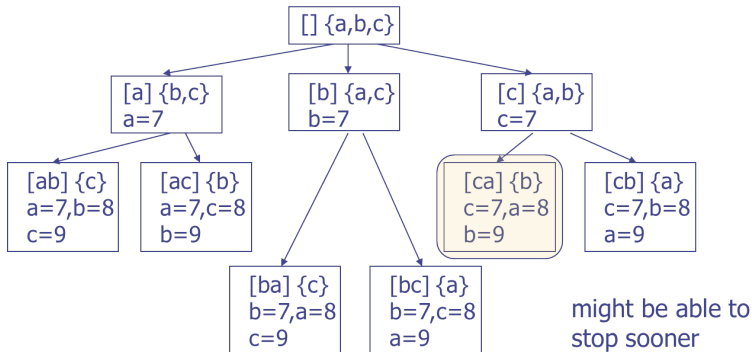 [] {a,b,c}
[a] {b,c}
a=7
[b] {a,c}
b=7
[c] {a,b}
c=7
[ab] {c}
a=7,b=8
c=9
[ac] {b}
a=7,c=8
b=9
[ca] {b}
c=7,a=8
b=9
[cb] {a}
c=7,b=8
a=9
[ba] {c}
b=7,a=8
c=9
[bc] {a}
b=7,c=8
a=9
might be able to
stop sooner